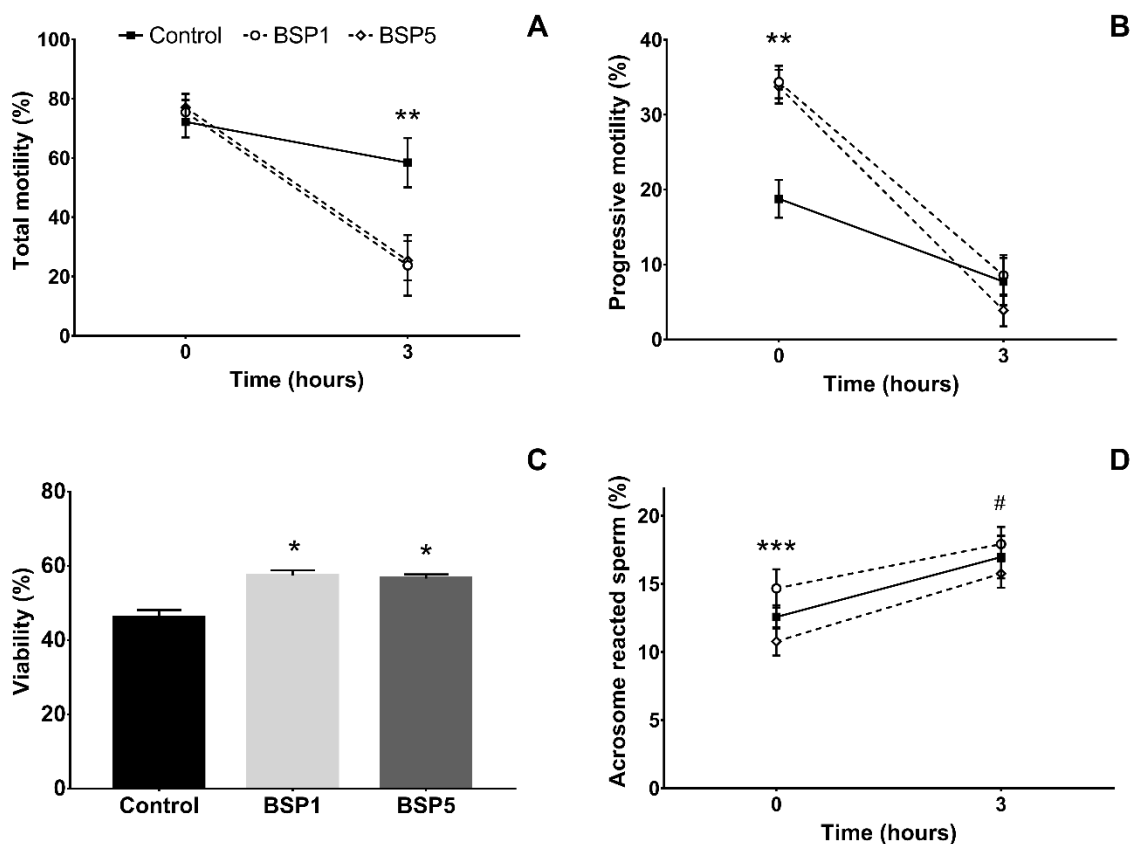 A
Control BSP1 BSP5
Total motility (%)
100
80
60
40
20
0
**
0 3
Time (hours)
B
Progressive motility (%)
40
30
20
10
0
**
0 3
Time (hours)
C
Viability (%)
80
60
40
20
0
* *
Control BSP1 BSP5
D
Acrosome reacted sperm (%)
20
15
10
5
0
***
#
0 3
Time (hours)